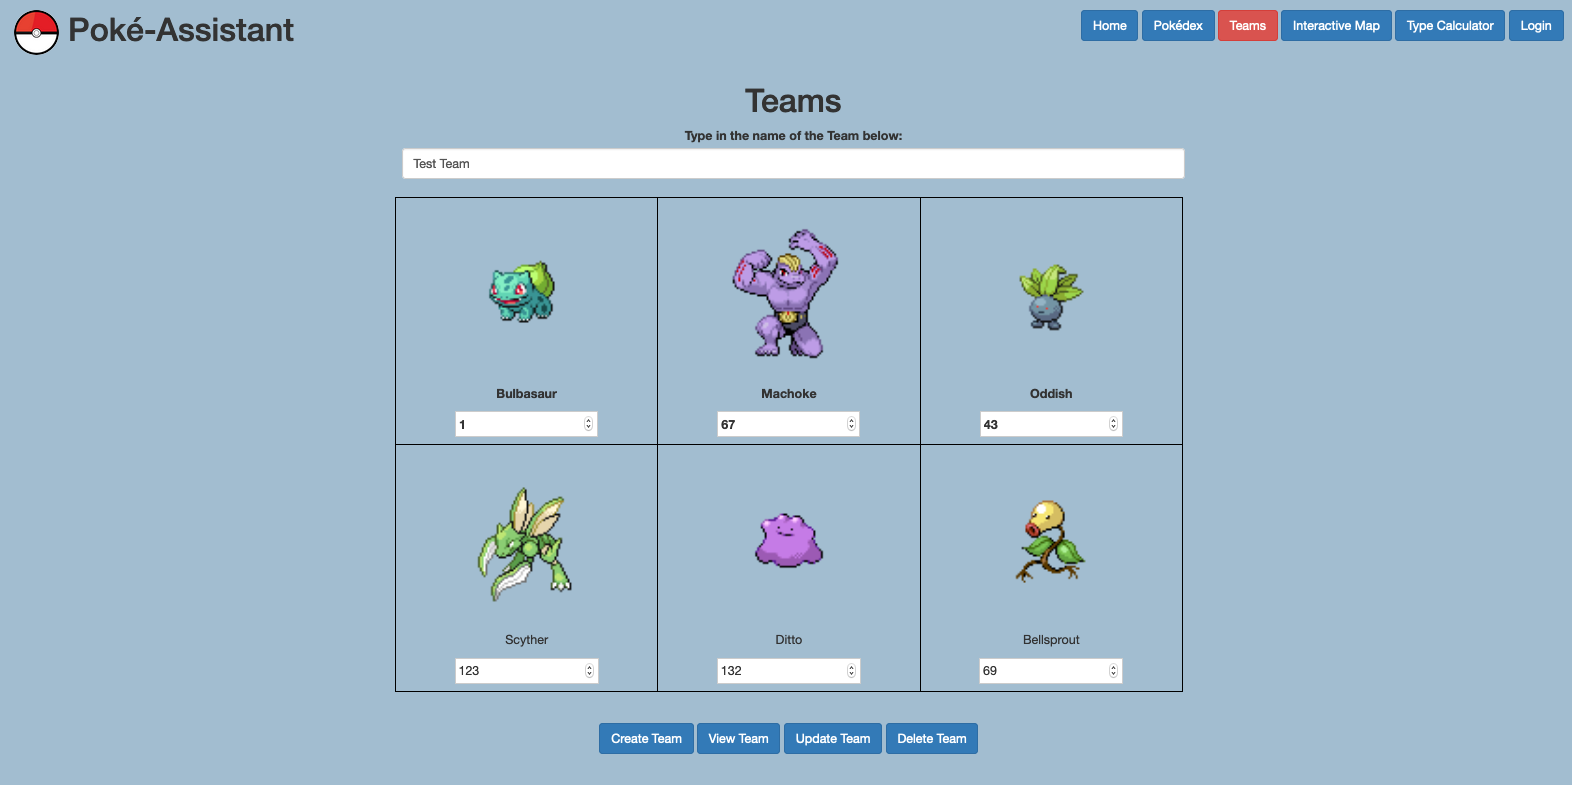 Poké-Assistant
Home Pokédex Teams Interactive Map Type Calculator Login
Teams
Type in the name of the Team below:
Test Team
Bulbasaur Machoke Oddish
1 67 43
Scyther Ditto Bellsprout
123 132 69
Create Team View Team Update Team Delete Team